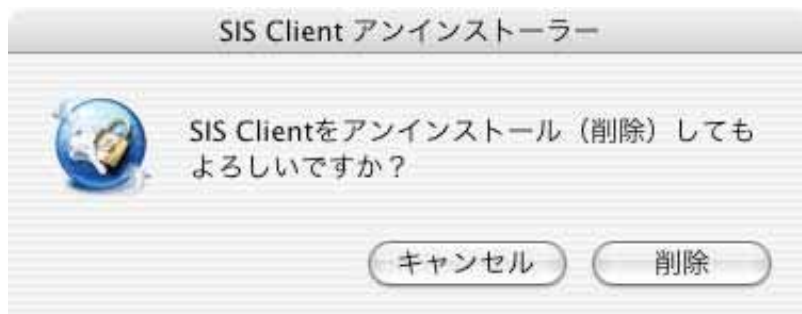 SIS Client アンインストーラー
SIS Clientをアンインストール（削除）しても
よろしいですか？
キャンセル
削除